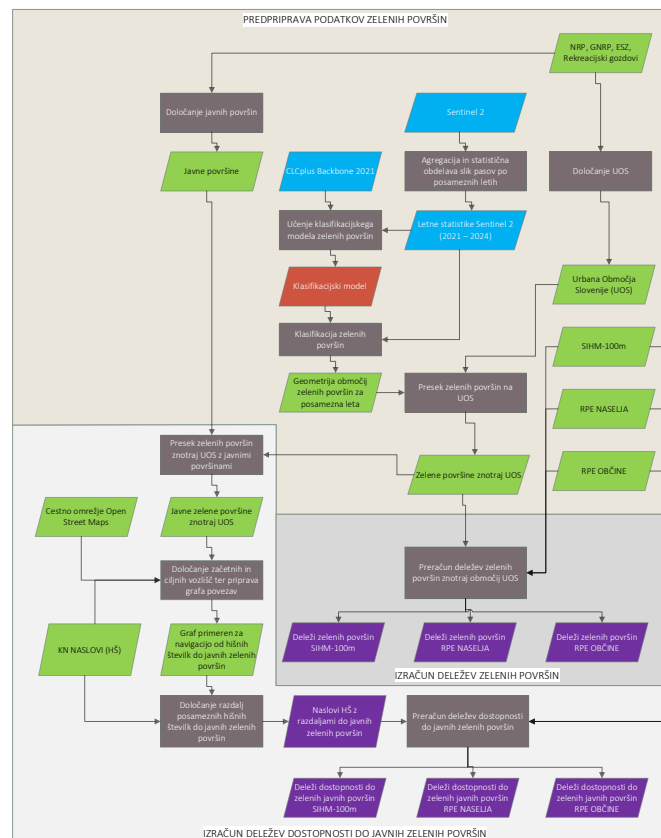 PREDPRIPRAVA PODATKOV ZELENIH POVRŠIN
NRP, GNRP, ESZ,
Rekreacijski gozdovi
Določanje javnih površin
Sentinel 2
Javne površine
CLCplus Backbone 2021
Agregacija in statistična
obdelava slik pasov po
posameznih letih
Določanje UOS
Učenje klasifikacijskega
modela zelenih površin
Letne statistike Sentinel 2
(2021 – 2024)
Klasifikacijski model
Urbana Območja
Slovenije (UOS)
Klasifikacija zelenih
površin
SIHM-100m
Geometrija območij
zelenih površin za
posamezna leta
Presek zelenih površin na
UOS
RPE NASELJA
Presek zelenih površin
znotraj UOS z javnimi
površinami
Zelene površine znotraj UOS
RPE OBČINE
Cestno omrežje Open
Street Maps
Javne zelene površine
znotraj UOS
Določanje začetnih in
ciljnih vozlišč ter priprava
grafa povezav
Preračun deležev zelenih
površin znotraj območij UOS
KN NASLOVI (HŠ)
Graf primeren za
navigacijo od hišnih
številk do javnih zelenih
površin
Deleži zelenih površin
SIHM-100m
Deleži zelenih površin
RPE NASELJA
Deleži zelenih površin
RPE OBČINE
IZRAČUN DELEŽEV ZELENIH POVRŠIN
Določanje razdalj
posameznih hišnih
številk do javnih zelenih
površin
Naslovi HŠ z
razdaljami do javnih
zelenih površin
Preračun deležev dostopnosti
do javnih zelenih površin
Deleži dostopnosti do
zelenih javnih površin
SIHM-100m
Deleži dostopnosti do
zelenih javnih površin
RPE NASELJA
Deleži dostopnosti do
zelenih javnih površin
RPE OBČINE
IZRAČUN DELEŽEV DOSTOPNOSTI DO JAVNIH ZELENIH POVRŠIN